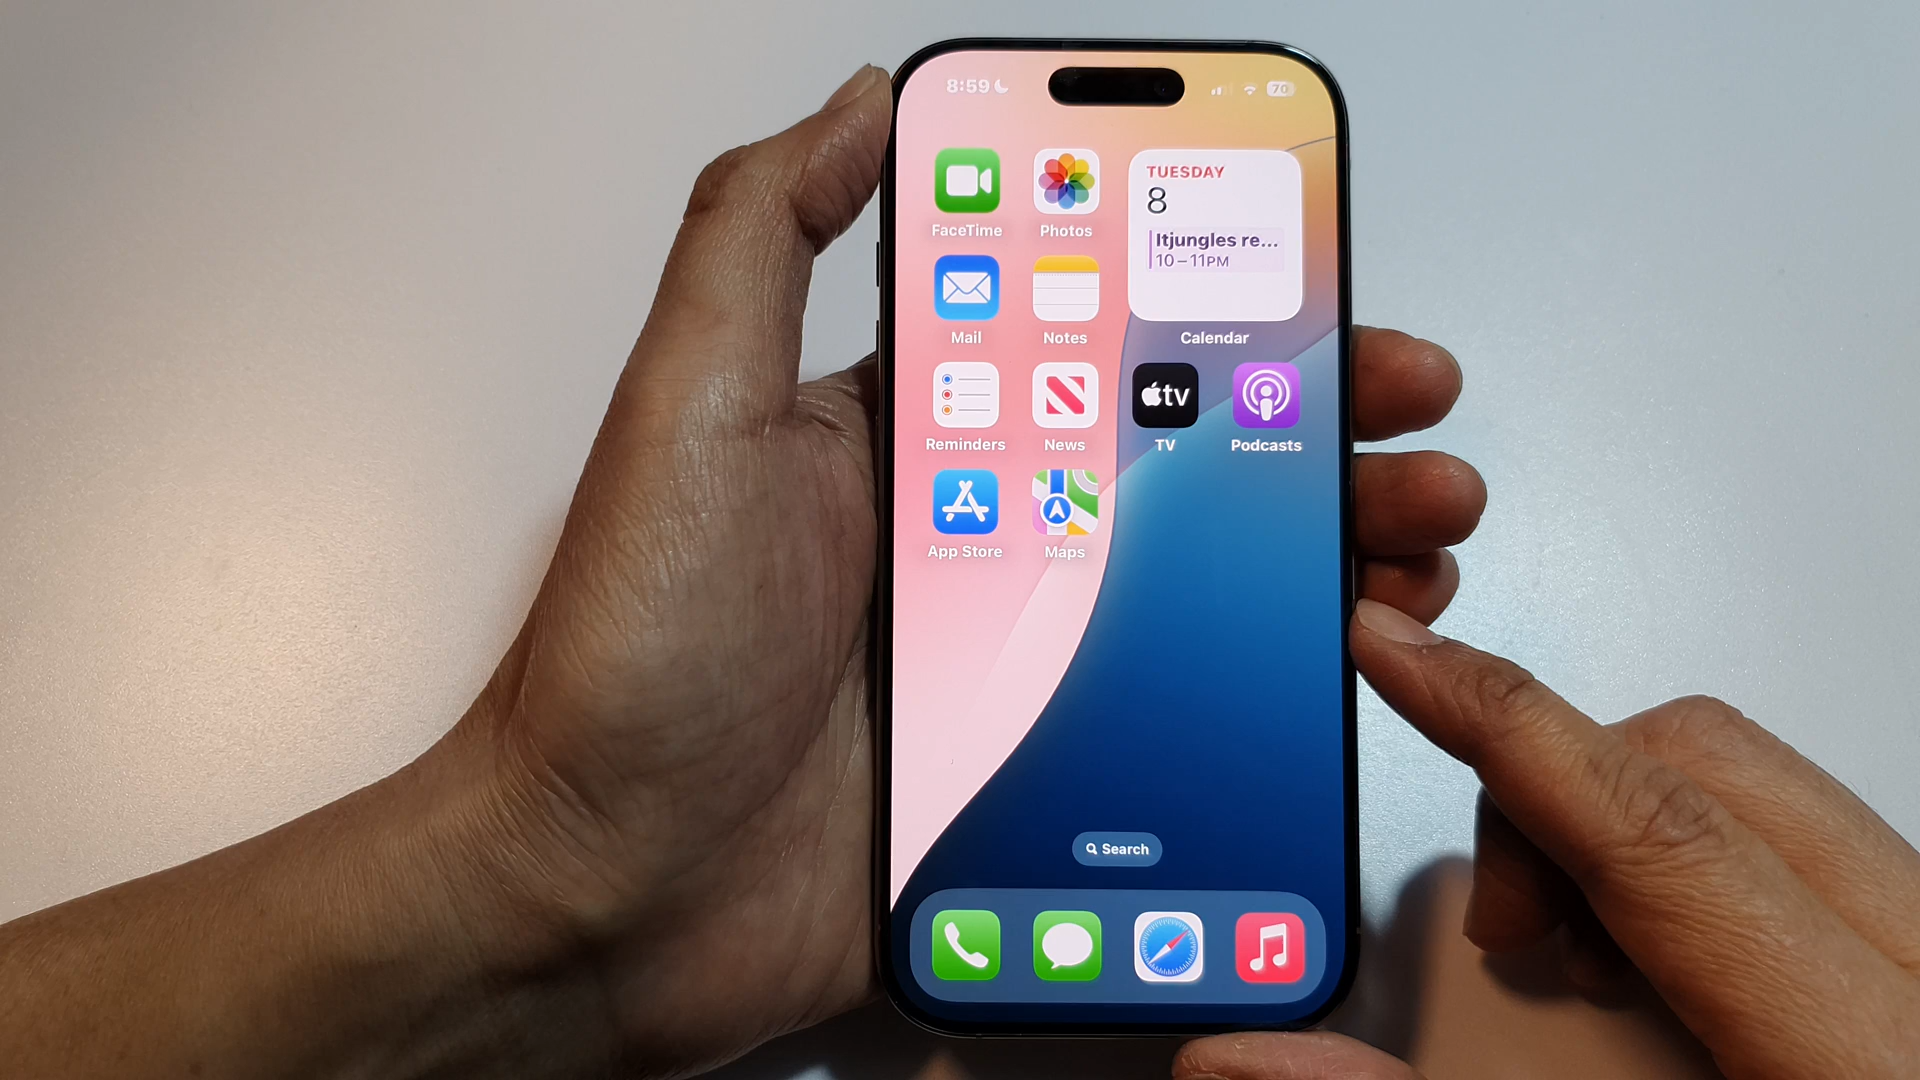 8:59
70
FaceTime
Photos
TUESDAY
8
Itjungles re...
10–11PM
Mail
Notes
Calendar
Reminders
News
tv
TV
Podcasts
App Store
Maps
Search